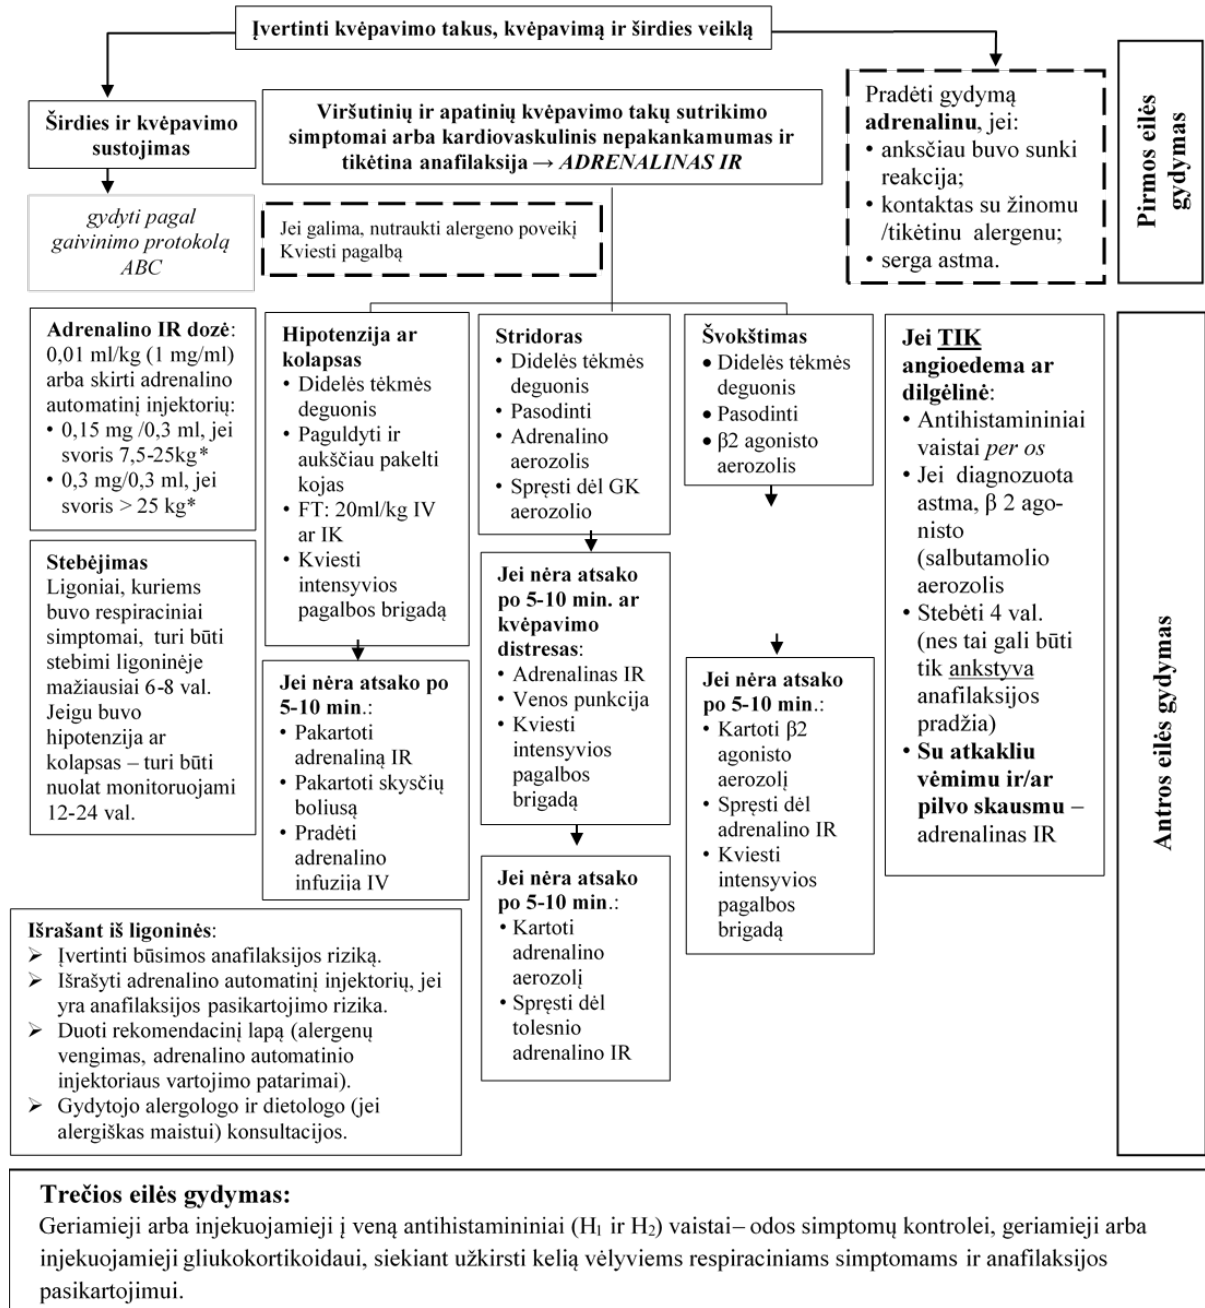 Įvertinti kvėpavimo takus, kvėpavimą ir širdies veiklą
Širdies ir kvėpavimo
sustojimas
gydyti pagal
gaivinimo protokolą
ABC
Viršutinių ir apatinių kvėpavimo takų sutrikimo
simptomai arba kardiovaskulinis nepakankamumas ir
tikėtina anafilaksija → ADRENALINAS IR
Jei galima, nutraukti alergeno poveikį
Kviesti pagalbą
Pradėti gydymą
adrenalinu, jei:
• anksčiau buvo sunki
reakcija;
• kontaktas su žinomu
/tikėtinu alergenu;
• serga astma.
Pirmos eilės
gydymas
Adrenalino IR dozė:
0,01 ml/kg (1 mg/ml)
arba skirti adrenalino
automatinį injektorių:
• 0,15 mg /0,3 ml, jei
svoris 7,5-25kg*
• 0,3 mg/0,3 ml, jei
svoris > 25 kg*
Stebėjimas
Ligoniai, kuriems
buvo respiraciniai
simptomai, turi būti
stebimi ligoninėje
mažiausiai 6-8 val.
Jeigu buvo
hipotenzija ar
kolapsas – turi būti
nuolat monitoruojami
12-24 val.
Hipotenzija ar
kolapsas
• Didelės tėkmės
deguonis
• Paguldyti ir
aukščiau pakelti
kojas
• FT: 20ml/kg IV
ar IK
• Kviesti
intensyvios
pagalbos brigadą
Jei nėra atsako po
5-10 min.:
• Pakartoti
adrenaliną IR
• Pakartoti skysčių
boliusą
• Pradėti
adrenalino
infuzija IV
Stridoras
• Didelės tėkmės
deguonis
• Pasodinti
• Adrenalino
aerozolis
• Spręsti dėl GK
aerozolio
Jei nėra atsako
po 5-10 min. ar
kvėpavimo
distresas:
• Adrenalinas IR
• Venos punkcija
• Kviesti
intensyvios
pagalbos
brigadą
Jei nėra atsako
po 5-10 min.:
• Kartoti
adrenalino
aerozolį
• Spręsti dėl
tolesnio
adrenalino IR
Švokštimas
• Didelės tėkmės
deguonis
• Pasodinti
• β2 agonisto
aerozolis
Jei nėra atsako
po 5-10 min.:
• Kartoti β2
agonisto
aerozolį
• Spręsti dėl
adrenalino IR
• Kviesti
intensyvios
pagalbos
brigadą
Jei TIK
angioedema ar
dilgėlinė:
• Antihistamininiai
vaistai per os
• Jei diagnozuota
astma, β 2 ago-
nisto
(salbutamolio
aerozolis
• Stebėti 4 val.
(nes tai gali būti
tik ankstyva
anafilaksijos
pradžia)
• Su atkakliu
vėmimu ir/ar
pilvo skausmu –
adrenalinas IR
Antros eilės gydymas
Išrašant iš ligoninės:
➢ Įvertinti būsimos anafilaksijos riziką.
➢ Išrašyti adrenalino automatinį injektorių, jei
yra anafilaksijos pasikartojimo rizika.
➢ Duoti rekomendacinį lapą (alergenų
vengimas, adrenalino automatinio
injektoriaus vartojimo patarimai).
➢ Gydytojo alergologo ir dietologo (jei
alergiškas maistui) konsultacijos.
Trečios eilės gydymas:
Geriamieji arba injekuojamieji į veną antihistamininiai (H₁ ir H₂) vaistai– odos simptomų kontrolei, geriamieji arba
injekuojamieji gliukokortikoidaui, siekiant užkirsti kelią vėlyviems respiraciniams simptomams ir anafilaksijos
pasikartojimui.